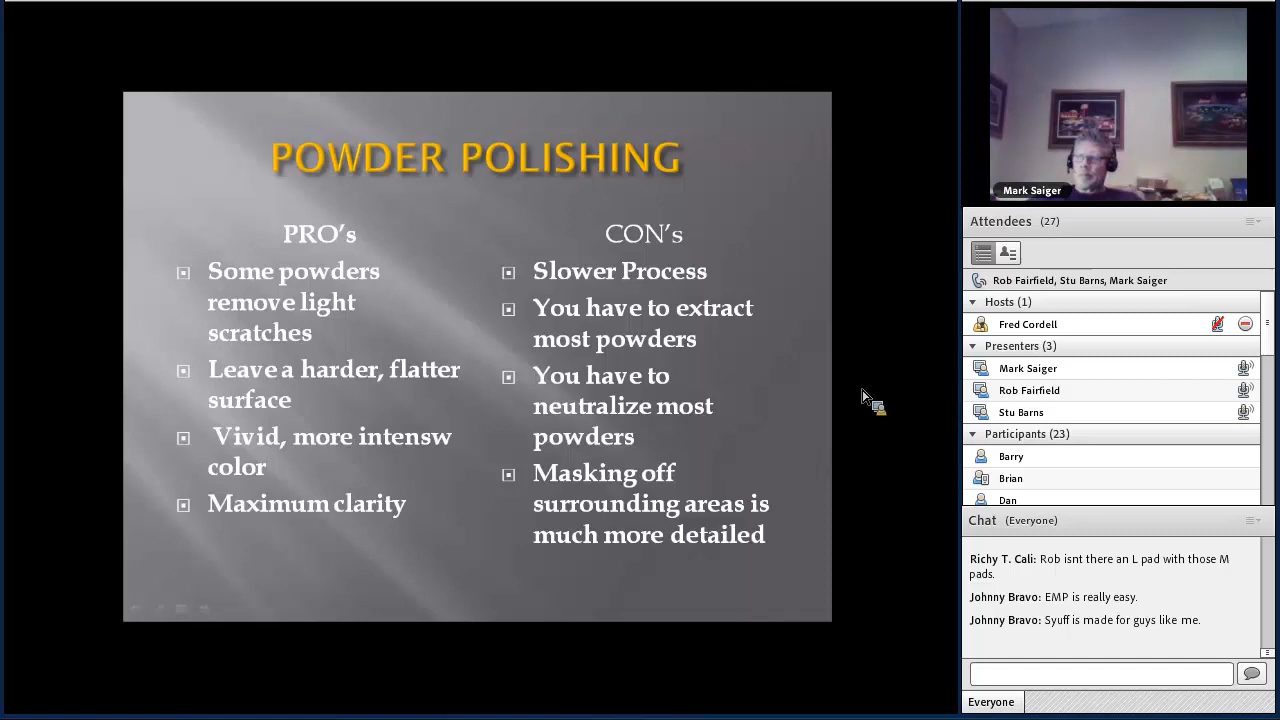 POWDER POLISHING
PRO's
Some powders
remove light
scratches
Leave a harder, flatter
surface
Vivid, more intensw
color
Maximum clarity
CON's
Slower Process
You have to extract
most powders
You have to
neutralize most
powders
Masking off
surrounding areas is
much more detailed
Mark Saiger
Attendees (27)
Rob Fairfield, Stu Barns, Mark Saiger
Hosts (1)
Fred Cordell
Presenters (3)
Mark Saiger
Rob Fairfield
Stu Barns
Participants (23)
Barry
Brian
Dan
Chat (Everyone)
Richy T. Cali: Rob isnt there an L pad with those M
pads.
Johnny Bravo: EMP is really easy.
Johnny Bravo: Syuff is made for guys like me.
Everyone